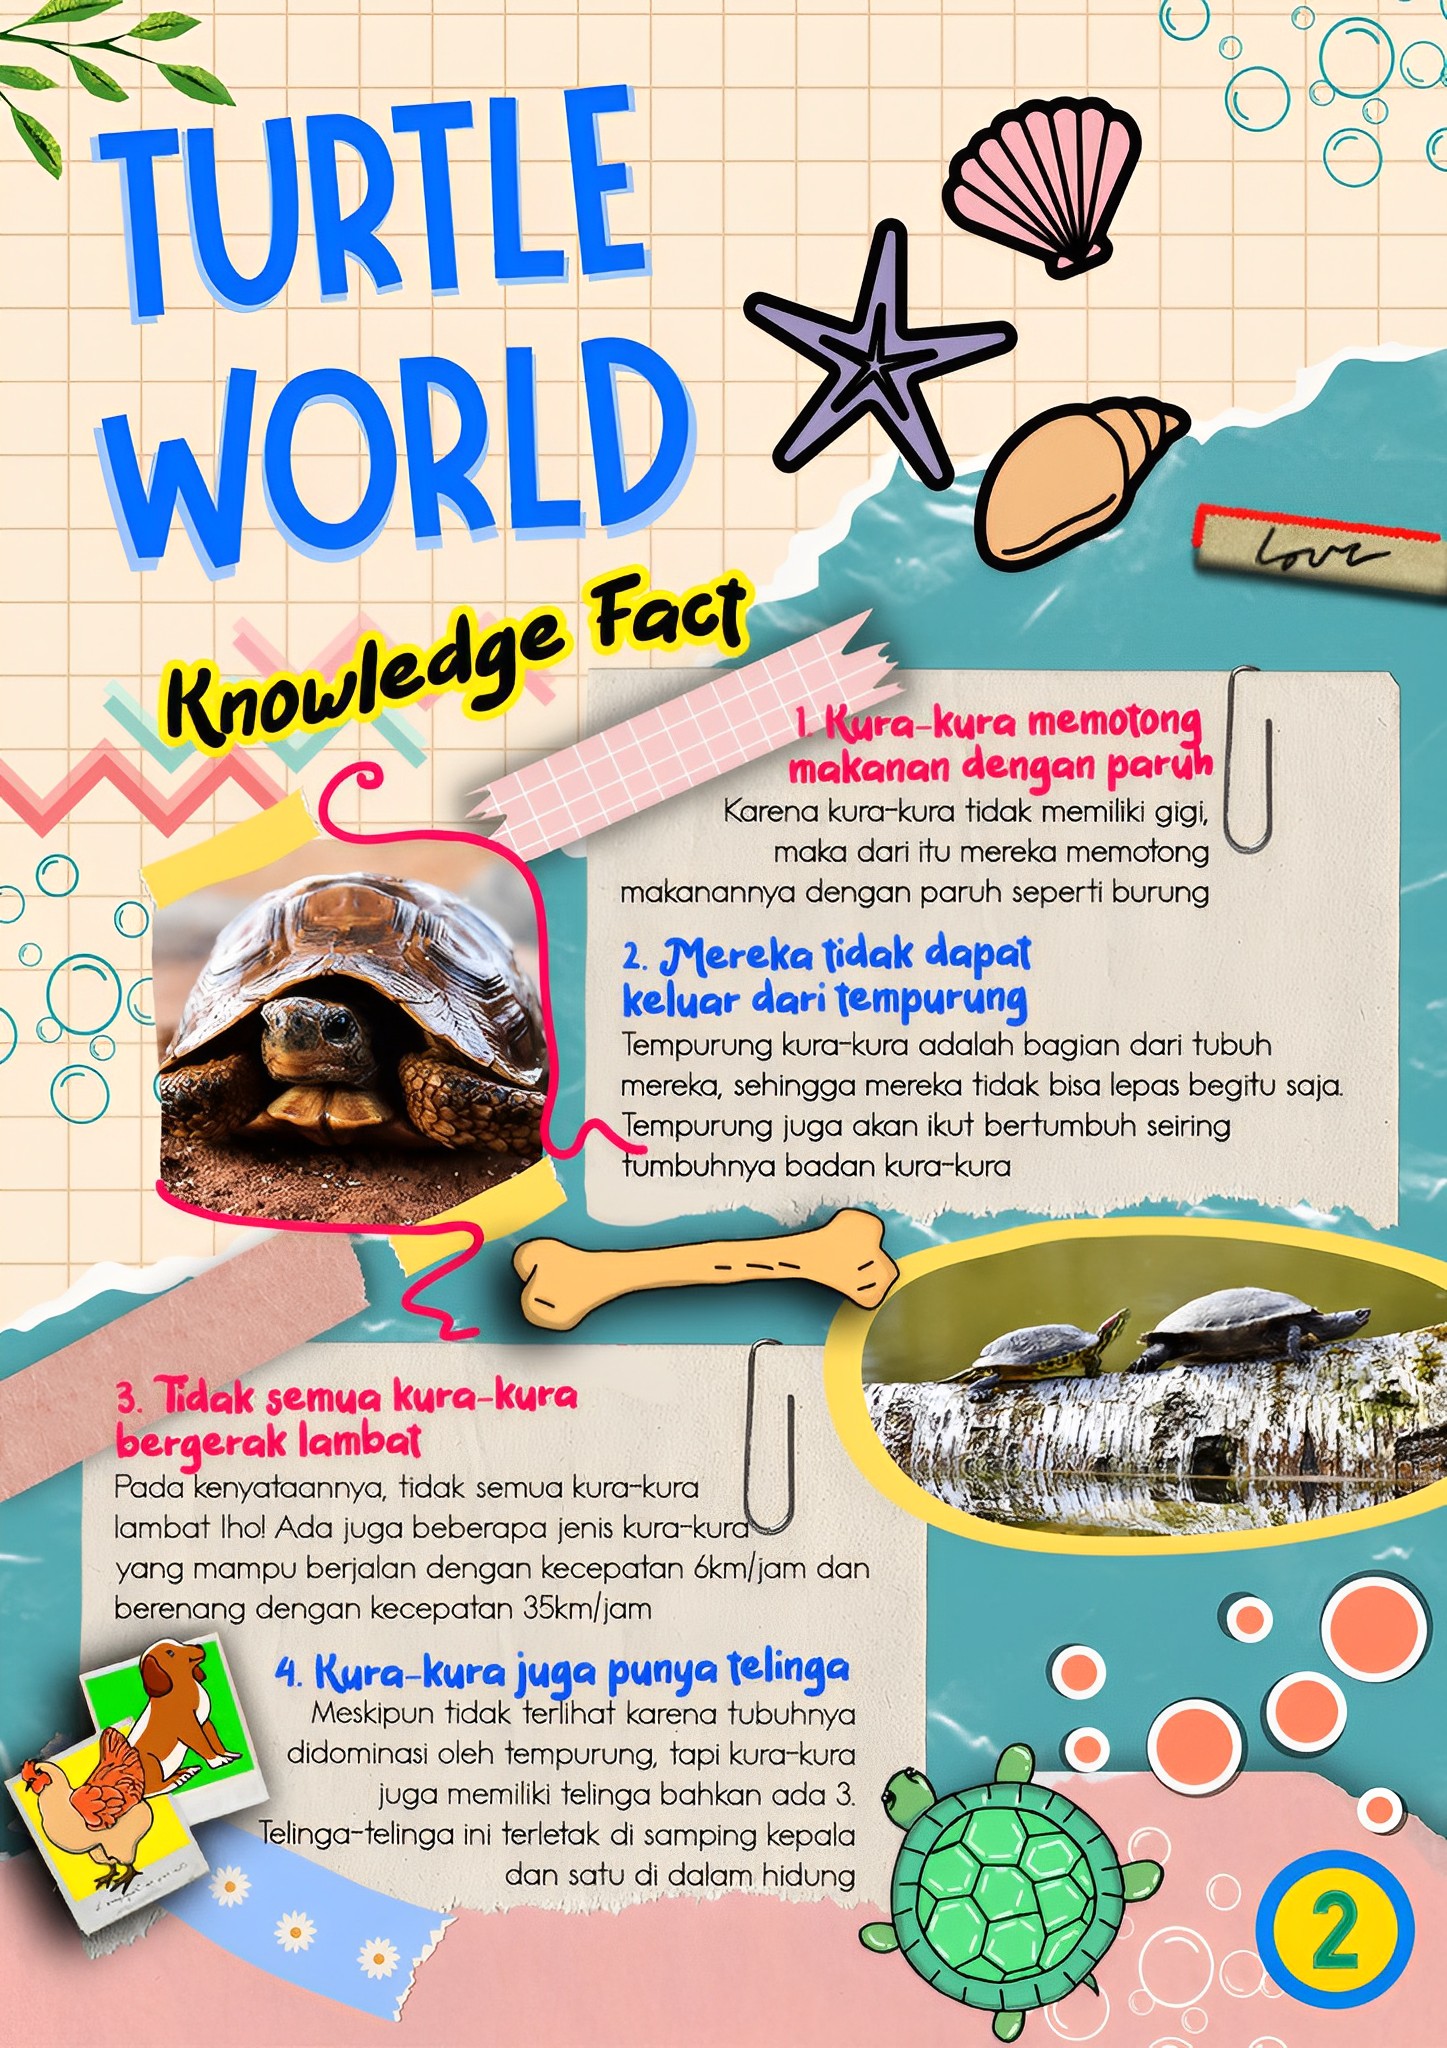 TURTLE
WORLD
Knowledge Fact
love
1. Kura-kura memotong
makanan dengan paruh
Karena kura-kura tidak memiliki gigi,
maka dari itu mereka memotong
makanannya dengan paruh seperti burung
2. Mereka tidak dapat
keluar dari tempurung
Tempurung kura-kura adalah bagian dari tubuh
mereka, sehingga mereka tidak bisa lepas begitu saja.
Tempurung juga akan ikut bertumbuh seiring
tumbuhnya badan kura-kura
3. Tidak semua kura-kura
bergerak lambat
Pada kenyataannya, tidak semua kura-kura
lambat lho! Ada juga beberapa jenis kura-kura
yang mampu berjalan dengan kecepatan 6km/jam dan
berenang dengan kecepatan 35km/jam
4. Kura-kura juga punya telinga
Meskipun tidak terlihat karena tubuhnya
didominasi oleh tempurung, tapi kura-kura
juga memiliki telinga bahkan ada 3.
Telinga-telinga ini terletak di samping kepala
dan satu di dalam hidung
2